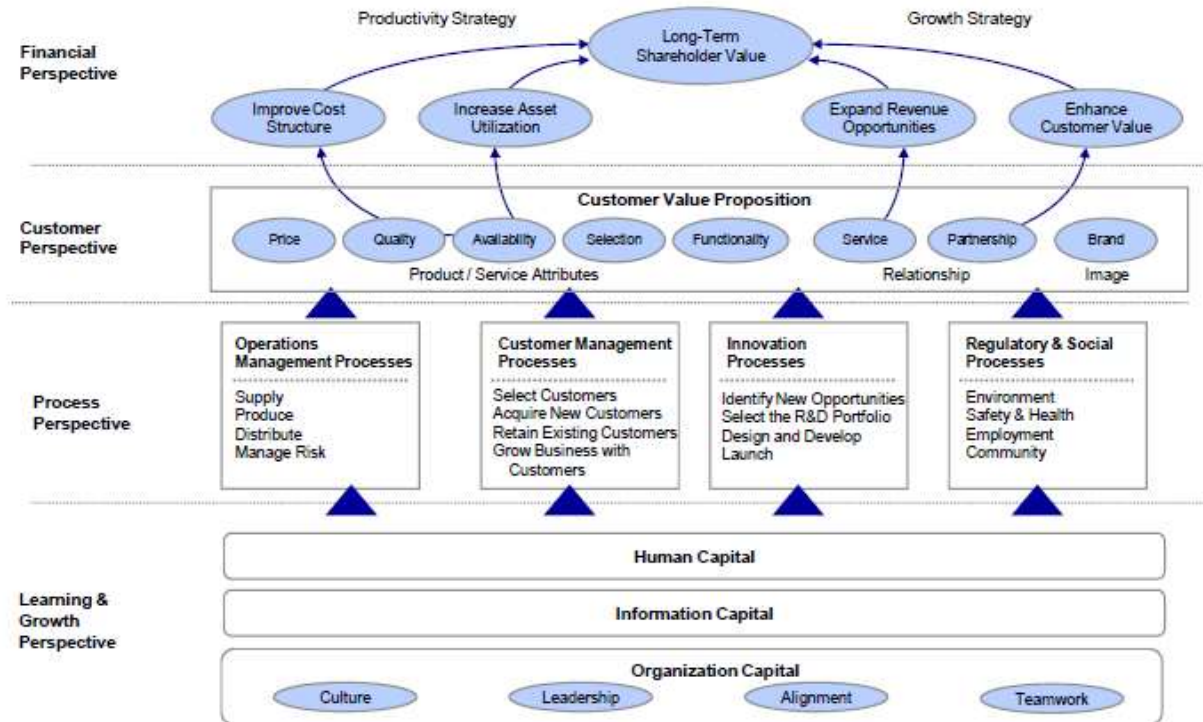 Productivity Strategy
Growth Strategy
Financial
Perspective
Long-Term
Shareholder Value
Improve Cost
Structure
Increase Asset
Utilization
Expand Revenue
Opportunities
Enhance
Customer Value
Customer
Perspective
Customer Value Proposition
Price
Quality
Availability
Selection
Functionality
Service
Partnership
Brand
Product / Service Attributes
Relationship
Image
Process
Perspective
Operations
Management Processes
Supply
Produce
Distribute
Manage Risk
Customer Management
Processes
Select Customers
Acquire New Customers
Retain Existing Customers
Grow Business with
Customers
Innovation
Processes
Identify New Opportunities
Select the R&D Portfolio
Design and Develop
Launch
Regulatory & Social
Processes
Environment
Safety & Health
Employment
Community
Learning &
Growth
Perspective
Human Capital
Information Capital
Organization Capital
Culture
Leadership
Alignment
Teamwork